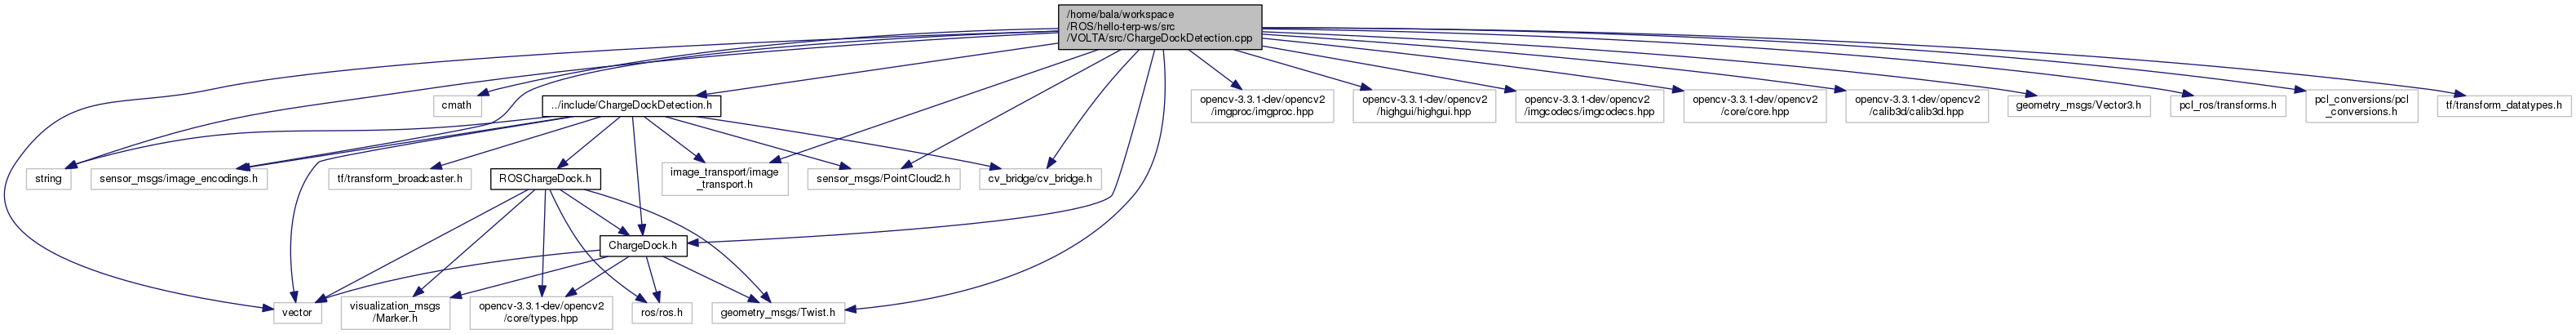 /home/bala/workspace
/ROS/hello-terp-ws/src
/VOLTA/src/ChargeDockDetection.cpp
cmath
../include/ChargeDockDetection.h
opencv-3.3.1-dev/opencv2
/imgproc/imgproc.hpp
opencv-3.3.1-dev/opencv2
/highgui/highgui.hpp
opencv-3.3.1-dev/opencv2
/imgcodecs/imgcodecs.hpp
opencv-3.3.1-dev/opencv2
/core/core.hpp
opencv-3.3.1-dev/opencv2
/calib3d/calib3d.hpp
geometry_msgs/Vector3.h
pcl_ros/transforms.h
pcl_conversions/pcl
_conversions.h
tf/transform_datatypes.h
string
sensor_msgs/image_encodings.h
tf/transform_broadcaster.h
ROSChargeDock.h
image_transport/image
_transport.h
sensor_msgs/PointCloud2.h
cv_bridge/cv_bridge.h
ChargeDock.h
vector
visualization_msgs
/Marker.h
opencv-3.3.1-dev/opencv2
/core/types.hpp
ros/ros.h
geometry_msgs/Twist.h